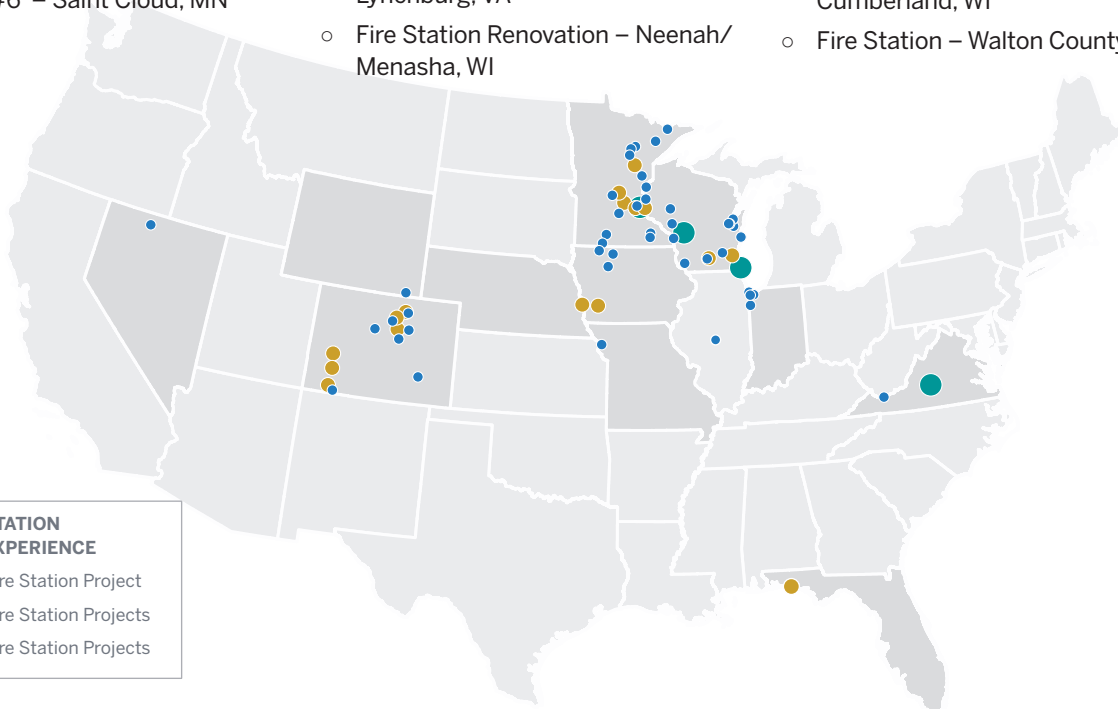 #6 – Saint Cloud, MN
Lynchburg, VA
○ Fire Station Renovation – Neenah/
Menasha, WI
Cumberland, WI
○ Fire Station – Walton County
TATION
XPERIENCE
re Station Project
re Station Projects
re Station Projects